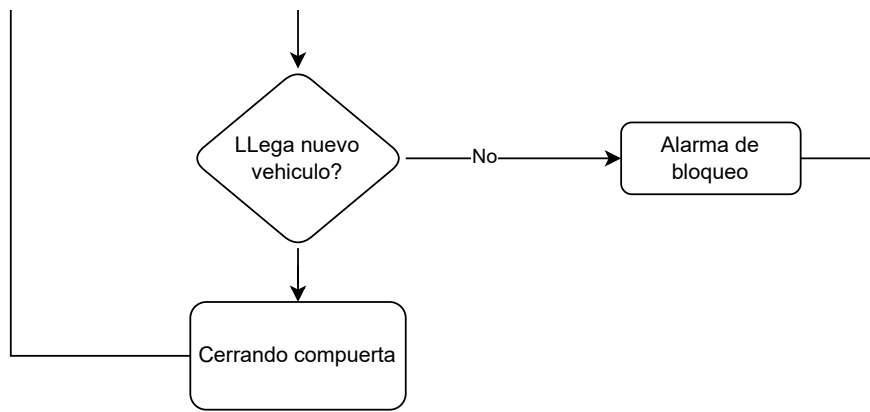 LLega nuevo
vehiculo?
No
Alarma de
bloqueo
Cerrando compuerta